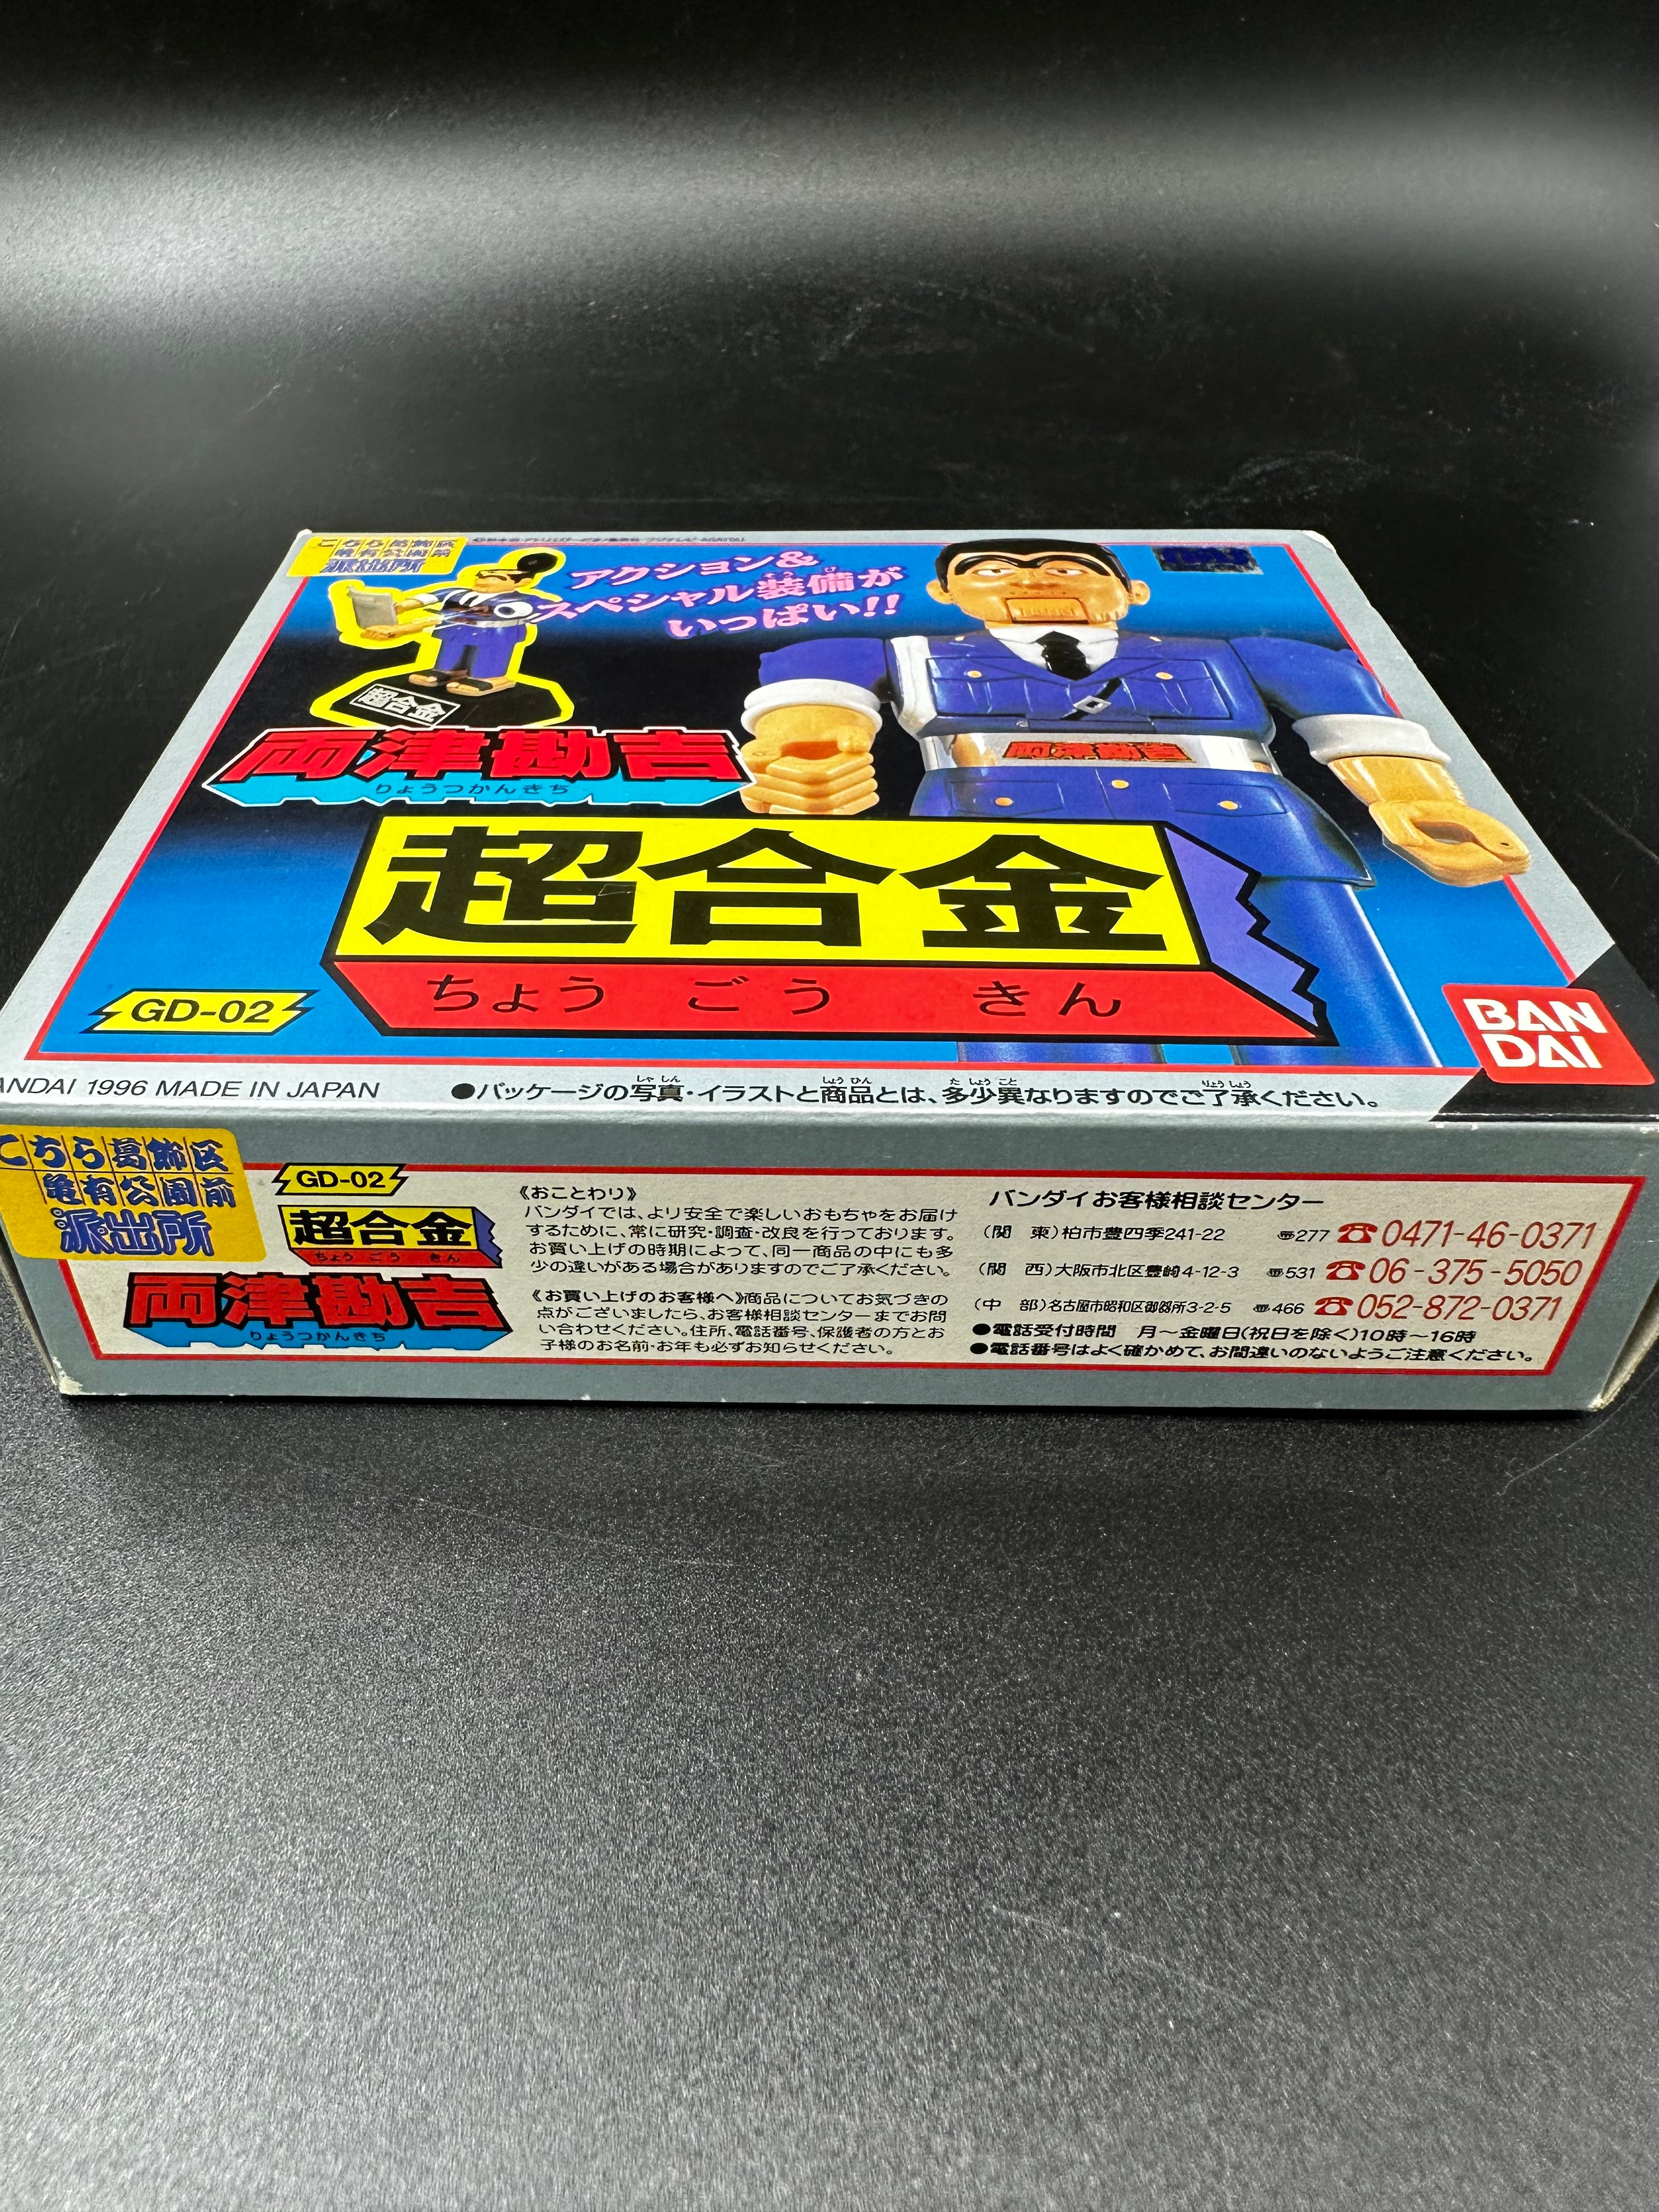 こちら葛飾区
亀有公園前
派出所
アクション&
スペシャル装備が
いっぱい!!
超合金
両津勘吉
りょうつかんきち
両津勘吉
超合金
ちょうごうきん
GD-02
BAN
DAI
ANDAI 1996 MADE IN JAPAN
●パッケージの写真・イラストと商品とは、多少異なりますのでご了承ください。
こちら葛飾区
亀有公園前
派出所
GD-02
超合金
ちょうごうきん
両津勘吉
りょうつかんきち
《おことわり》
バンダイでは、より安全で楽しいおもちゃをお届け
するために、常に研究・調査・改良を行っております。
お買い上げの時期によって、同一商品の中にも多
少の違いがある場合がありますのでご了承ください。
《お買い上げのお客様へ》商品についてお気づきの
点がございましたら、お客様相談センターまでお問
い合わせください。住所、電話番号、保護者の方とお
子様のお名前・お年も必ずお知らせください。
バンダイお客様相談センター
(関 東)柏市豊四季241-22 〠277 ☎0471-46-0371
(関 西)大阪市北区豊崎4-12-3 〠531 ☎06-375-5050
(中 部)名古屋市昭和区御器所3-2-5 〠466 ☎052-872-0371
●電話受付時間 月〜金曜日(祝日を除く)10時〜16時
●電話番号はよく確かめて、お間違いのないようご注意ください。